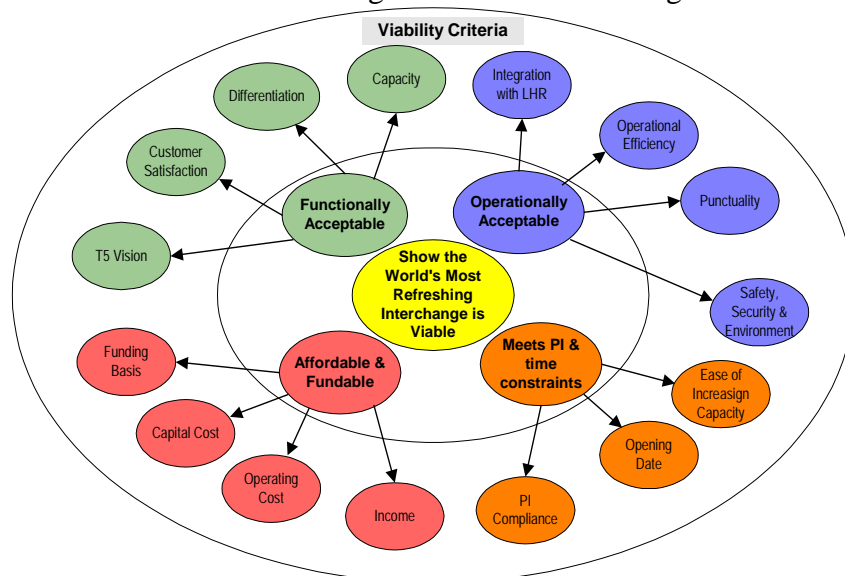 Viability Criteria
Capacity
Integration
with LHR
Differentiation
Operational
Efficiency
Customer
Satisfaction
Functionally
Acceptable
Operationally
Acceptable
Punctuality
T5 Vision
Show the
World's Most
Refreshing
Interchange is
Viable
Safety,
Security &
Environment
Funding
Basis
Affordable &
Fundable
Meets PI &
time
constraints
Ease of
Increasign
Capacity
Capital Cost
Opening
Date
Operating
Cost
Income
PI
Compliance